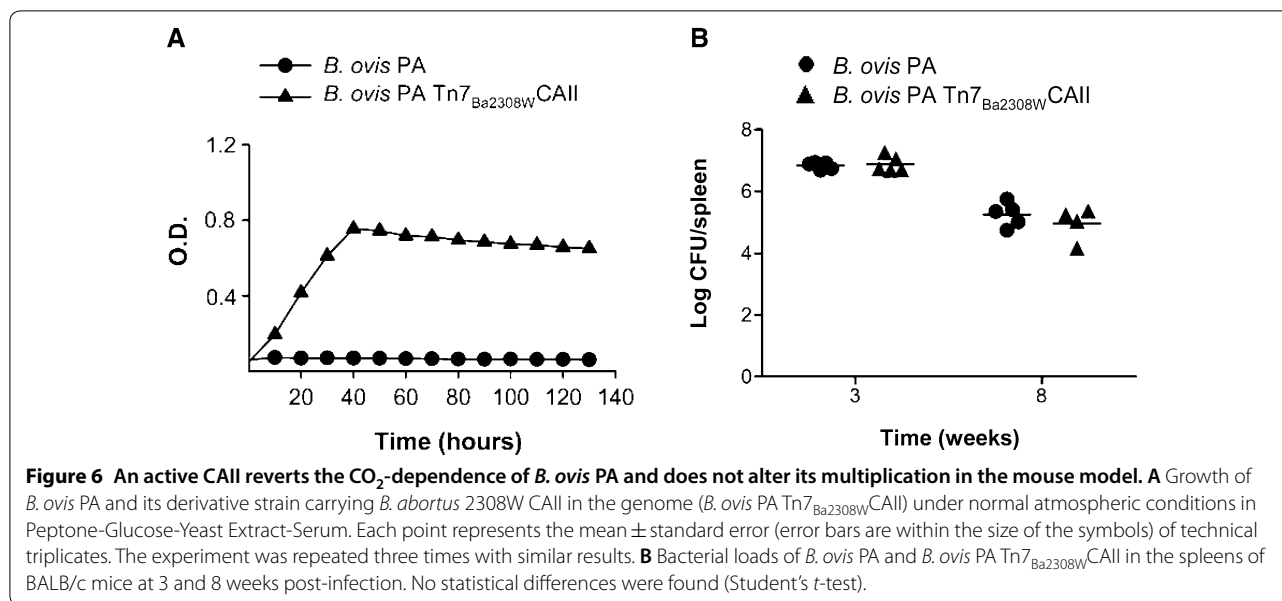 A
B. ovis PA
B. ovis PA Tn7Ba2308WCAII
1.2
0.8
0.4
O.D.
20 40 60 80 100 120 140
Time (hours)
B
B. ovis PA
B. ovis PA Tn7Ba2308WCAII
8
6
4
2
0
Log CFU/spleen
3 8
Time (weeks)
Figure 6 An active CAII reverts the CO2-dependence of B. ovis PA and does not alter its multiplication in the mouse model. A Growth of
B. ovis PA and its derivative strain carrying B. abortus 2308W CAII in the genome (B. ovis PA Tn7Ba2308WCAII) under normal atmospheric conditions in
Peptone-Glucose-Yeast Extract-Serum. Each point represents the mean ± standard error (error bars are within the size of the symbols) of technical
triplicates. The experiment was repeated three times with similar results. B Bacterial loads of B. ovis PA and B. ovis PA Tn7Ba2308WCAII in the spleens of
BALB/c mice at 3 and 8 weeks post-infection. No statistical differences were found (Student's t-test).